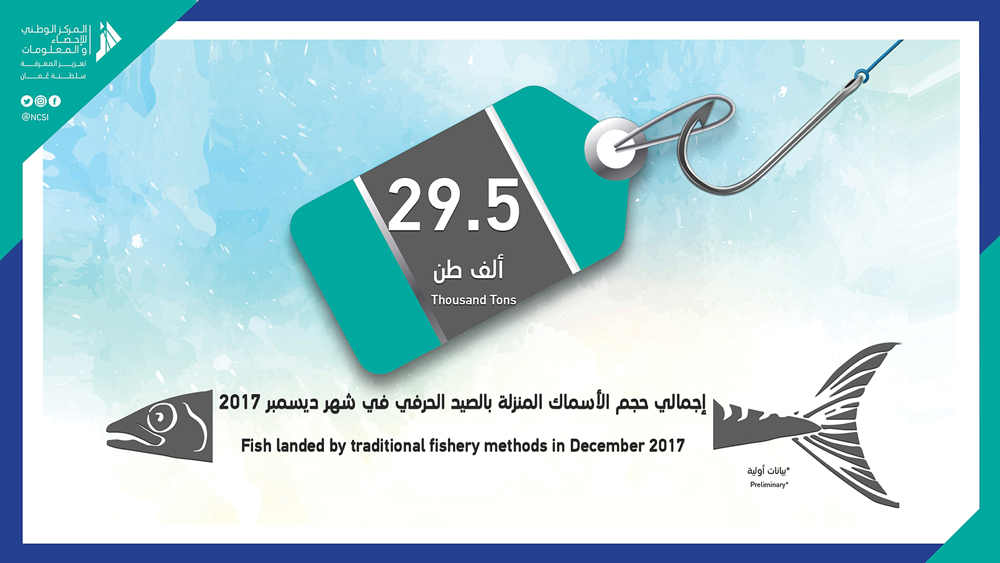 المركز الوطني
للإحصاء
والمعلومات
تعزيز المعرفة
سلطنة عُمان
@NCSI
29.5
ألف طن
Thousand Tons
إجمالي حجم الأسماك المنزلة بالصيد الحرفي في شهر ديسمبر 2017
Fish landed by traditional fishery methods in December 2017
*بيانات أولية
Preliminary*